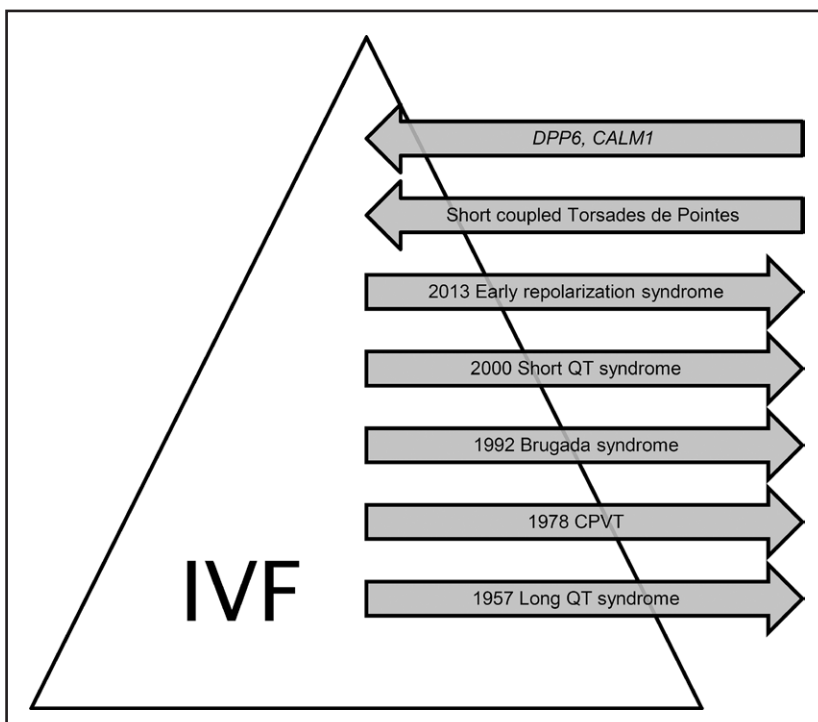 DPP6, CALM1
Short coupled Torsades de Pointes
2013 Early repolarization syndrome
2000 Short QT syndrome
1992 Brugada syndrome
1978 CPVT
IVF
1957 Long QT syndrome